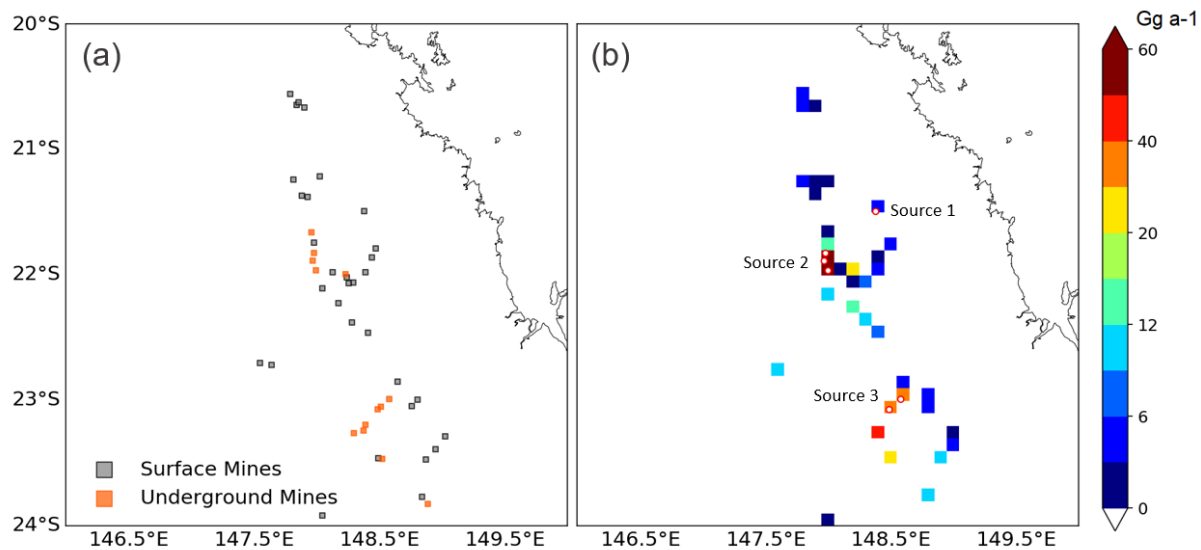 (a)
20°S
21°S
22°S
23°S
24°S
Surface Mines
Underground Mines
146.5°E 147.5°E 148.5°E 149.5°E
(b)
Source 1
Source 2
Source 3
146.5°E 147.5°E 148.5°E 149.5°E
Gg a-1
60
40
20
12
6
0